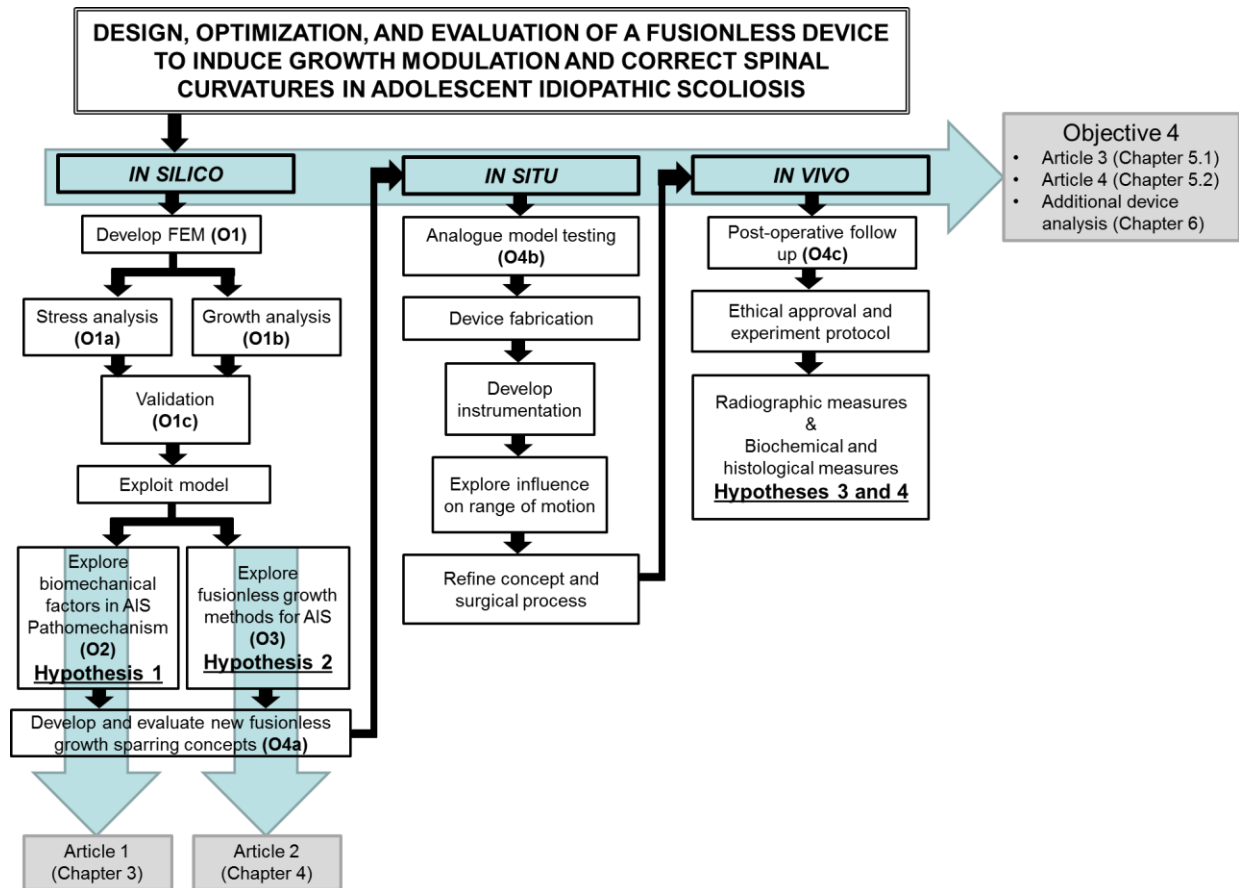 DESIGN, OPTIMIZATION, AND EVALUATION OF A FUSIONLESS DEVICE
TO INDUCE GROWTH MODULATION AND CORRECT SPINAL
CURVATURES IN ADOLESCENT IDIOPATHIC SCOLIOSIS
IN SILICO
Develop FEM (O1)
Stress analysis
(O1a)
Growth analysis
(O1b)
Validation
(O1c)
Exploit model
Explore
biomechanical
factors in AIS
Pathomechanism
(O2)
Hypothesis 1
Explore
fusionless growth
methods for AIS
(O3)
Hypothesis 2
Develop and evaluate new fusionless
growth sparring concepts (O4a)
Article 1
(Chapter 3)
Article 2
(Chapter 4)
IN SITU
Analogue model testing
(O4b)
Device fabrication
Develop
instrumentation
Explore influence
on range of motion
Refine concept and
surgical process
IN VIVO
Post-operative follow
up (O4c)
Ethical approval and
experiment protocol
Radiographic measures
&
Biochemical and
histological measures
Hypotheses 3 and 4
Objective 4
• Article 3 (Chapter 5.1)
• Article 4 (Chapter 5.2)
• Additional device
analysis (Chapter 6)